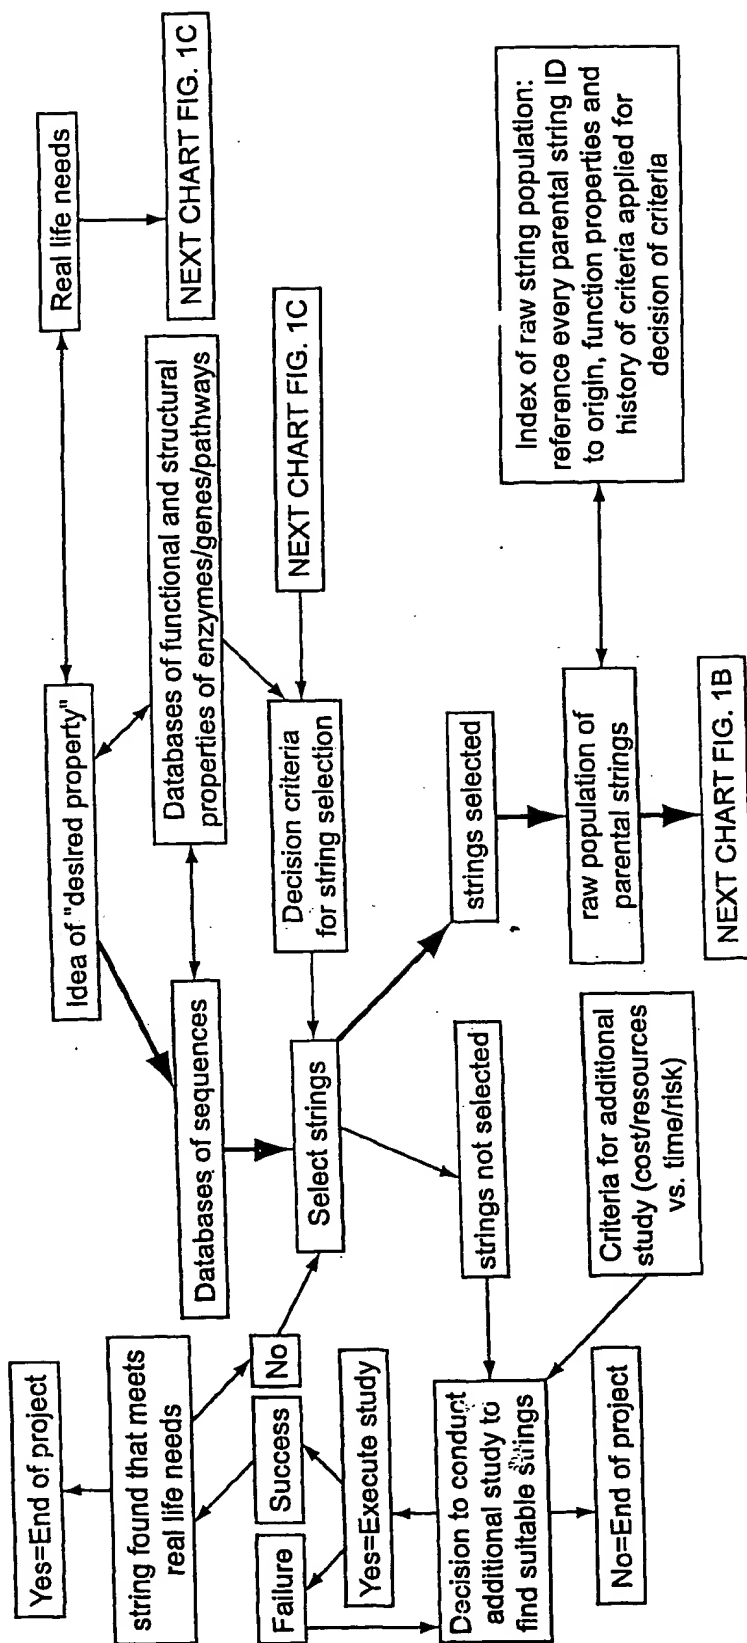 Yes=End of project
string found that meets
real life needs
No
Success
Failure
Yes=Execute study
Decision to conduct
additional study to
find suitable strings
No=End of project
Idea of "desired property"
Real life needs
NEXT CHART FIG. 1C
Databases of sequences
Databases of functional and structural
properties of enzymes/genes/pathways
Select strings
Decision criteria
for string selection
NEXT CHART FIG. 1C
strings not selected
strings selected
Criteria for additional
study (cost/resources
vs. time/risk)
raw population of
parental strings
NEXT CHART FIG. 1B
Index of raw string population:
reference every parental string ID
to origin, function properties and
history of criteria applied for
decision of criteria